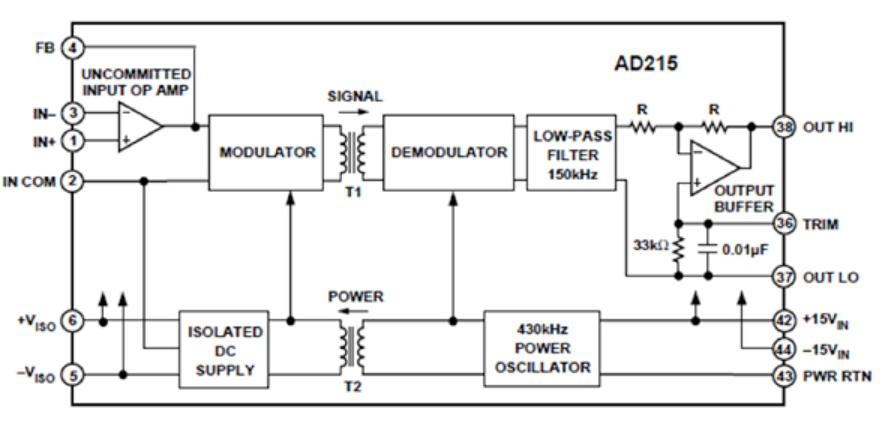 FB 4
UNCOMMITTED
INPUT OP AMP
AD215
IN– 3
IN+ 1
IN COM 2
MODULATOR
SIGNAL
T1
DEMODULATOR
LOW-PASS
FILTER
150kHz
R
R
38 OUT HI
OUTPUT
BUFFER
36 TRIM
33kΩ
0.01µF
37 OUT LO
+VISO 6
–VISO 5
ISOLATED
DC
SUPPLY
POWER
T2
430kHz
POWER
OSCILLATOR
42 +15VIN
44 –15VIN
43 PWR RTN